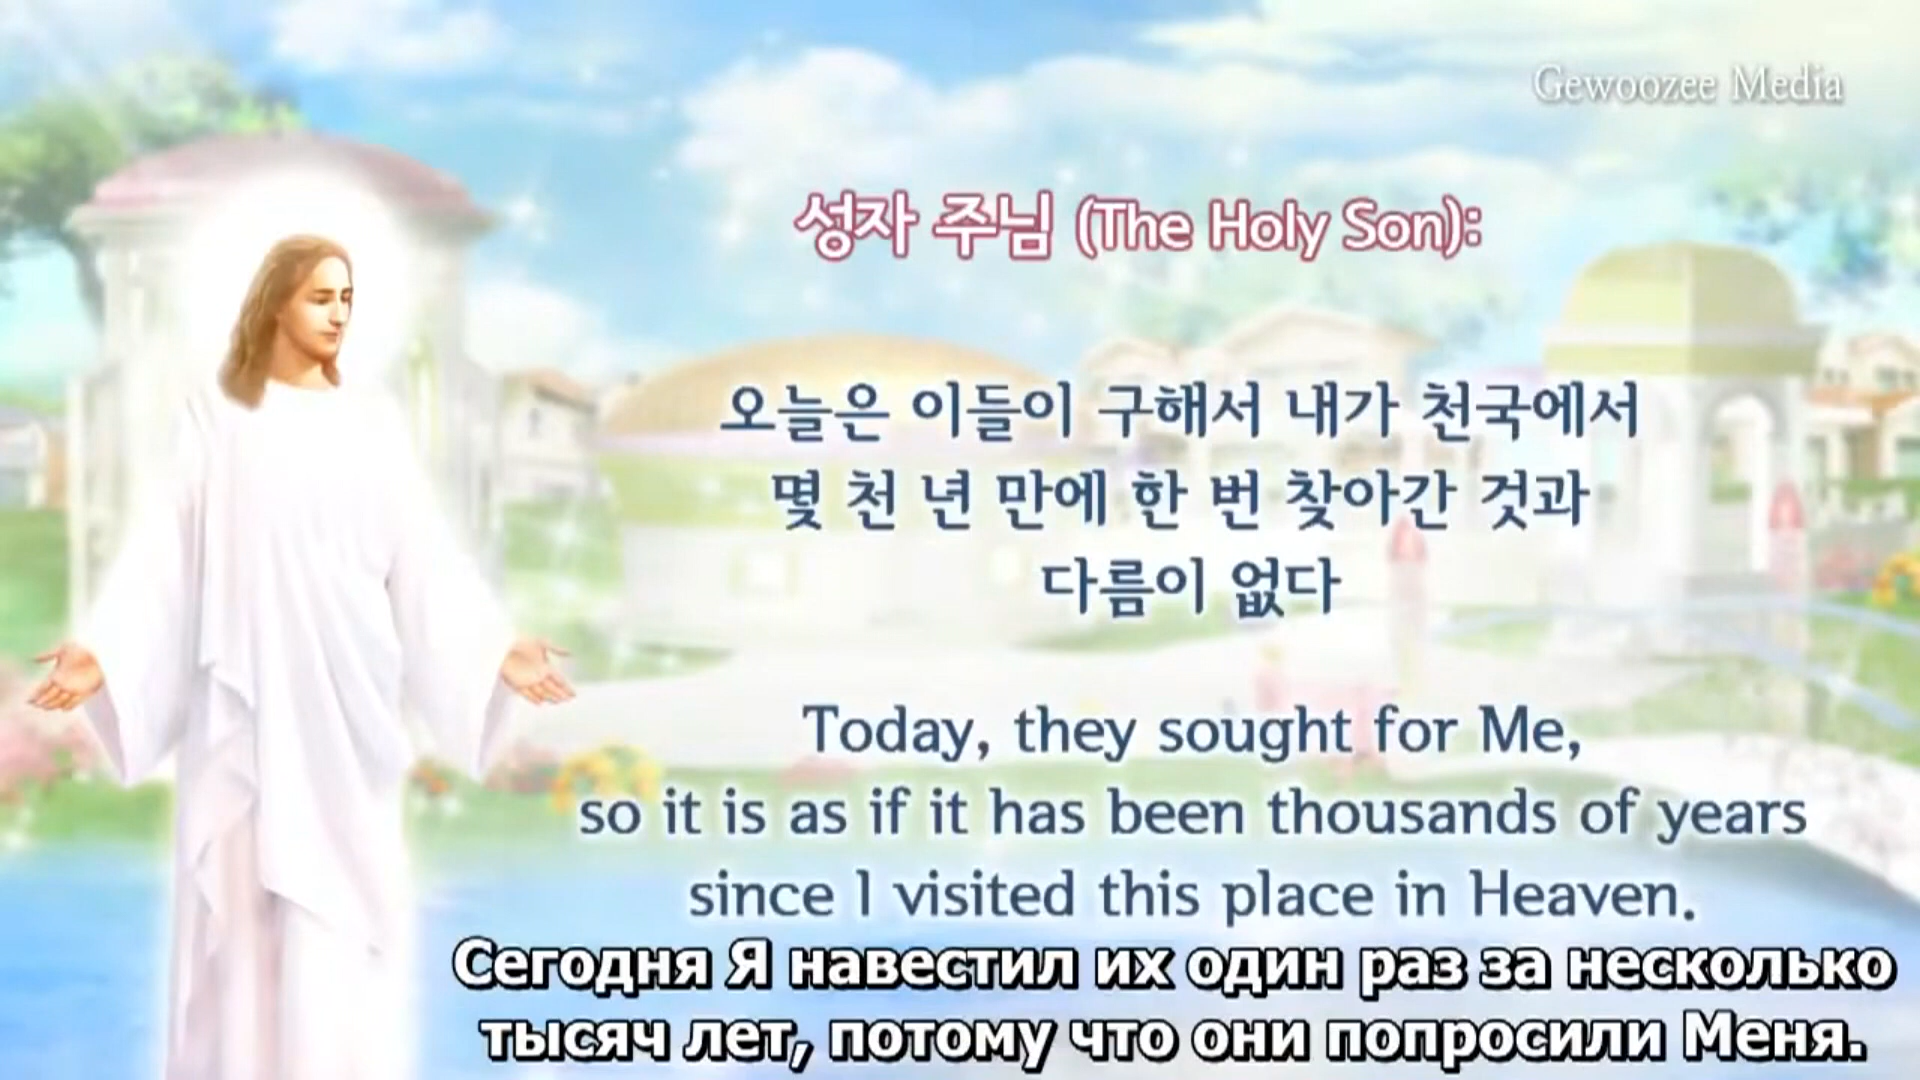 Gewoozee Media
성자 주님 (The Holy Son):
오늘은 이들이 구해서 내가 천국에서
몇 천 년 만에 한 번 찾아간 것과
다름이 없다
Today, they sought for Me,
so it is as if it has been thousands of years
since I visited this place in Heaven.
Сегодня Я навестил их один раз за несколько
тысяч лет, потому что они попросили Меня.